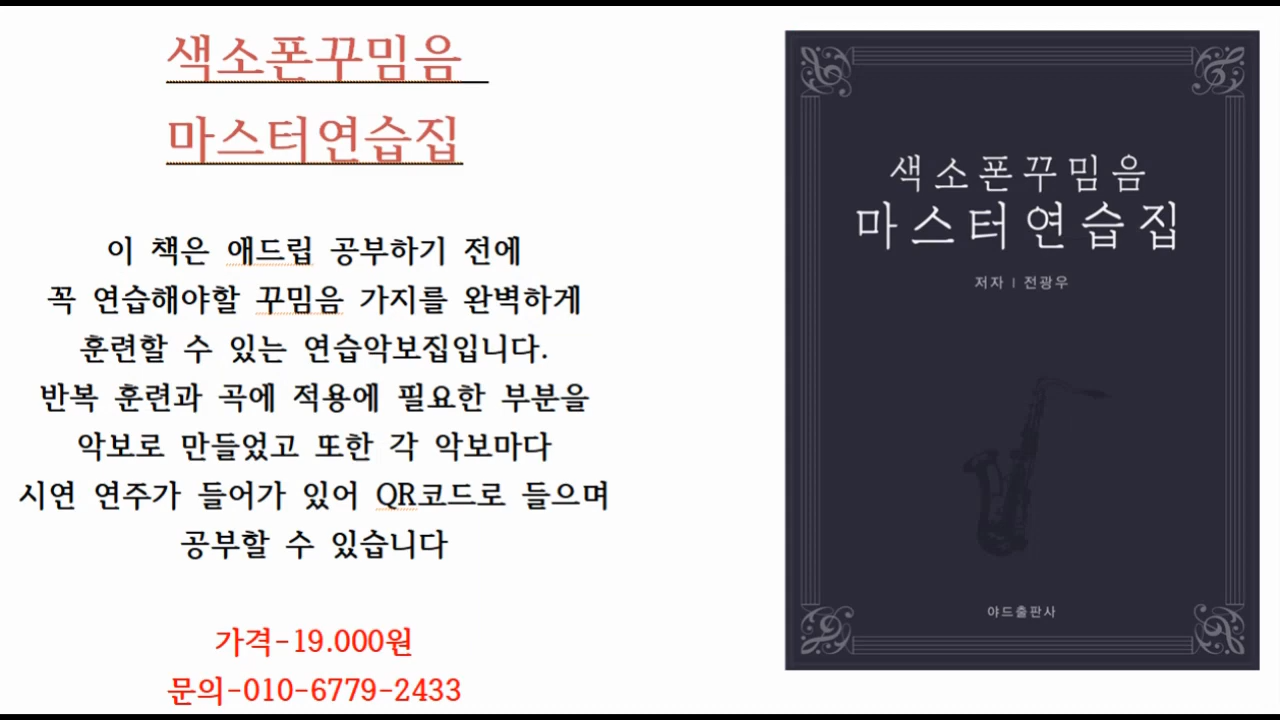 색소폰꾸밈음
마스터연습집
이 책은 애드립 공부하기 전에
꼭 연습해야할 꾸밈음 가지를 완벽하게
훈련할 수 있는 연습악보집입니다.
반복 훈련과 곡에 적용에 필요한 부분을
악보로 만들었고 또한 각 악보마다
시연 연주가 들어가 있어 QR코드로 들으며
공부할 수 있습니다
가격-19.000원
문의-010-6779-2433
색소폰꾸밈음
마스터연습집
저자 | 전광우
야드출판사